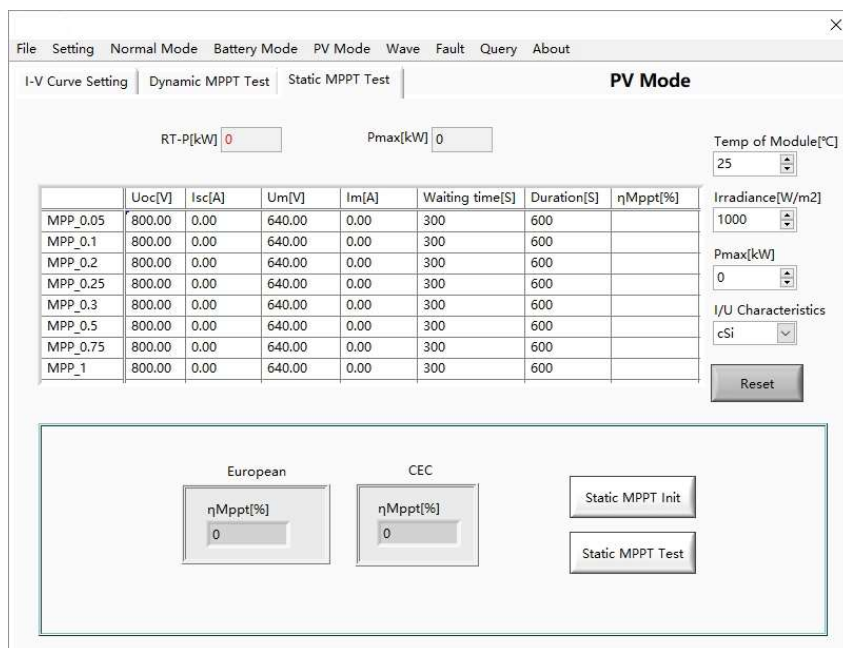 File Setting Normal Mode Battery Mode PV Mode Wave Fault Query About
I-V Curve Setting Dynamic MPPT Test Static MPPT Test PV Mode
RT-P[kW] 0 Pmax[kW] 0
Temp of Module[℃]
25
Uoc[V] Isc[A] Um[V] Im[A] Waiting time[S] Duration[S] ηMppt[%]
MPP_0.05 800.00 0.00 640.00 0.00 300 600
MPP_0.1 800.00 0.00 640.00 0.00 300 600
MPP_0.2 800.00 0.00 640.00 0.00 300 600
MPP_0.25 800.00 0.00 640.00 0.00 300 600
MPP_0.3 800.00 0.00 640.00 0.00 300 600
MPP_0.5 800.00 0.00 640.00 0.00 300 600
MPP_0.75 800.00 0.00 640.00 0.00 300 600
MPP_1 800.00 0.00 640.00 0.00 300 600
Irradiance[W/m2]
1000
Pmax[kW]
0
I/U Characteristics
cSi
Reset
European
ηMppt[%]
0
CEC
ηMppt[%]
0
Static MPPT Init
Static MPPT Test